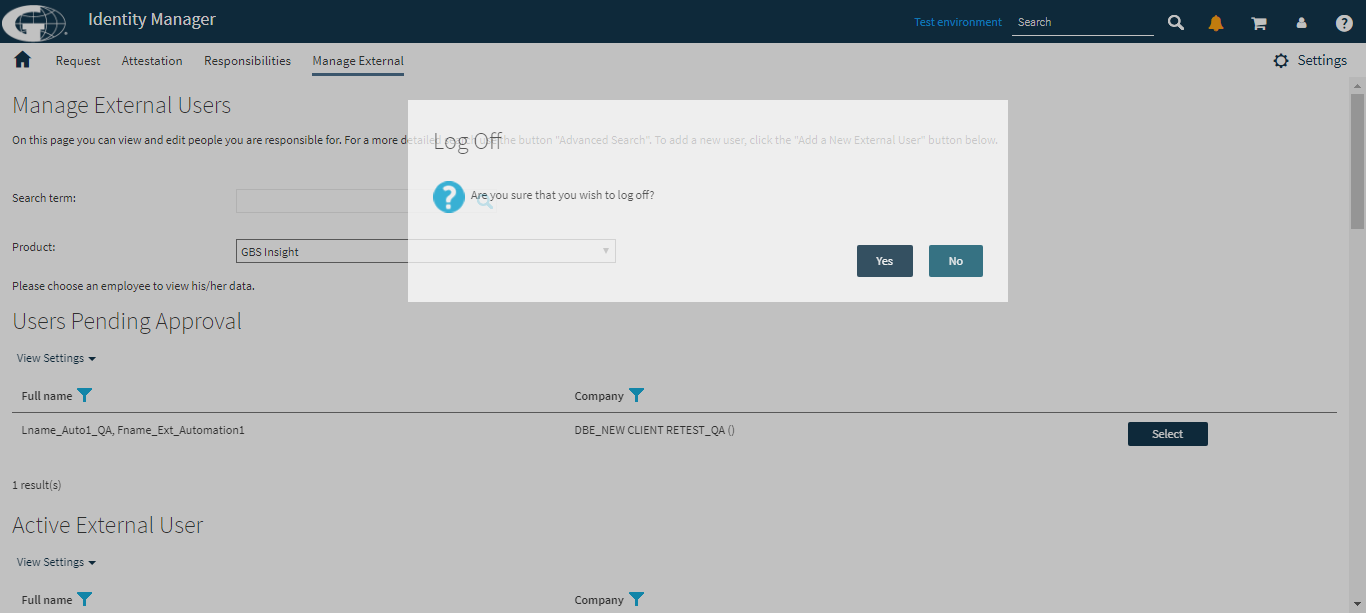 Identity Manager
Test environment
Search
Request
Attestation
Responsibilities
Manage External
Settings
Manage External Users
On this page you can view and edit people you are responsible for. For a more detailed search use the button "Advanced Search". To add a new user, click the "Add a New External User" button below.
Log Off
Search term:
Are you sure that you wish to log off?
Product:
GBS Insight
Yes
No
Please choose an employee to view his/her data.
Users Pending Approval
View Settings
Full name
Company
Lname_Auto1_QA, Fname_Ext_Automation1
DBE_NEW CLIENT RETEST_QA ()
Select
1 result(s)
Active External User
View Settings
Full name
Company